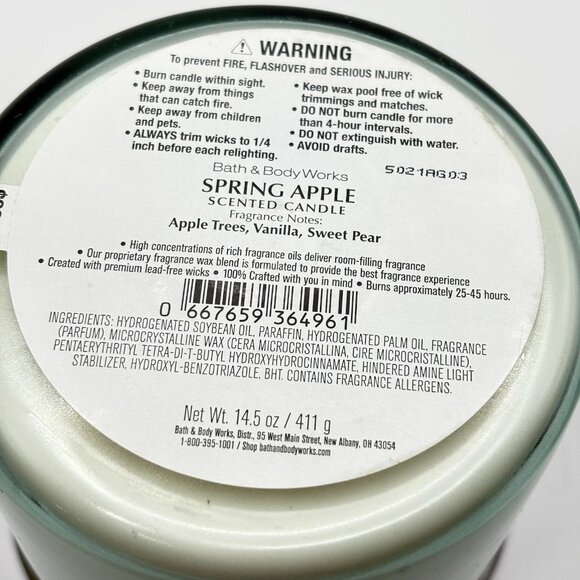 ⚠ WARNING
To prevent FIRE, FLASHOVER and SERIOUS INJURY:
• Burn candle within sight.
• Keep away from things
that can catch fire.
• Keep away from children
and pets.
• ALWAYS trim wicks to 1/4
inch before each relighting.
• Keep wax pool free of wick
trimmings and matches.
• DO NOT burn candle for more
than 4-hour intervals.
• DO NOT extinguish with water.
• AVOID drafts.
Bath & Body Works
5021AG03
SPRING APPLE
SCENTED CANDLE
Fragrance Notes:
Apple Trees, Vanilla, Sweet Pear
• High concentrations of rich fragrance oils deliver room-filling fragrance
• Our proprietary fragrance wax blend is formulated to provide the best fragrance experience
• Created with premium lead-free wicks • 100% Crafted with you in mind • Burns approximately 25-45 hours.
0 667659 364961
INGREDIENTS: HYDROGENATED SOYBEAN OIL, PARAFFIN, HYDROGENATED PALM OIL, FRAGRANCE
(PARFUM), MICROCRYSTALLINE WAX (CERA MICROCRISTALLINA, CIRE MICROCRISTALLINE),
PENTAERYTHRITYL TETRA-DI-T-BUTYL HYDROXYHYDROCINNAMATE, HINDERED AMINE LIGHT
STABILIZER, HYDROXYL-BENZOTRIAZOLE, BHT. CONTAINS FRAGRANCE ALLERGENS.
Net Wt. 14.5 oz / 411 g
Bath & Body Works, Distr., 95 West Main Street, New Albany, OH 43054
1-800-395-1001 / Shop bathandbodyworks.com